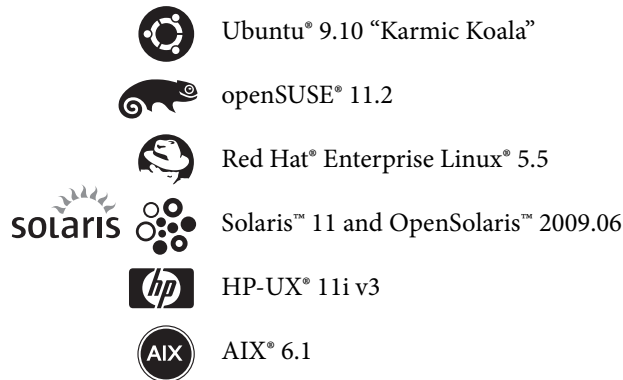 Ubuntu® 9.10 “Karmic Koala”
openSUSE® 11.2
Red Hat® Enterprise Linux® 5.5
solaris Solaris™ 11 and OpenSolaris™ 2009.06
hp HP-UX® 11i v3
AIX AIX® 6.1